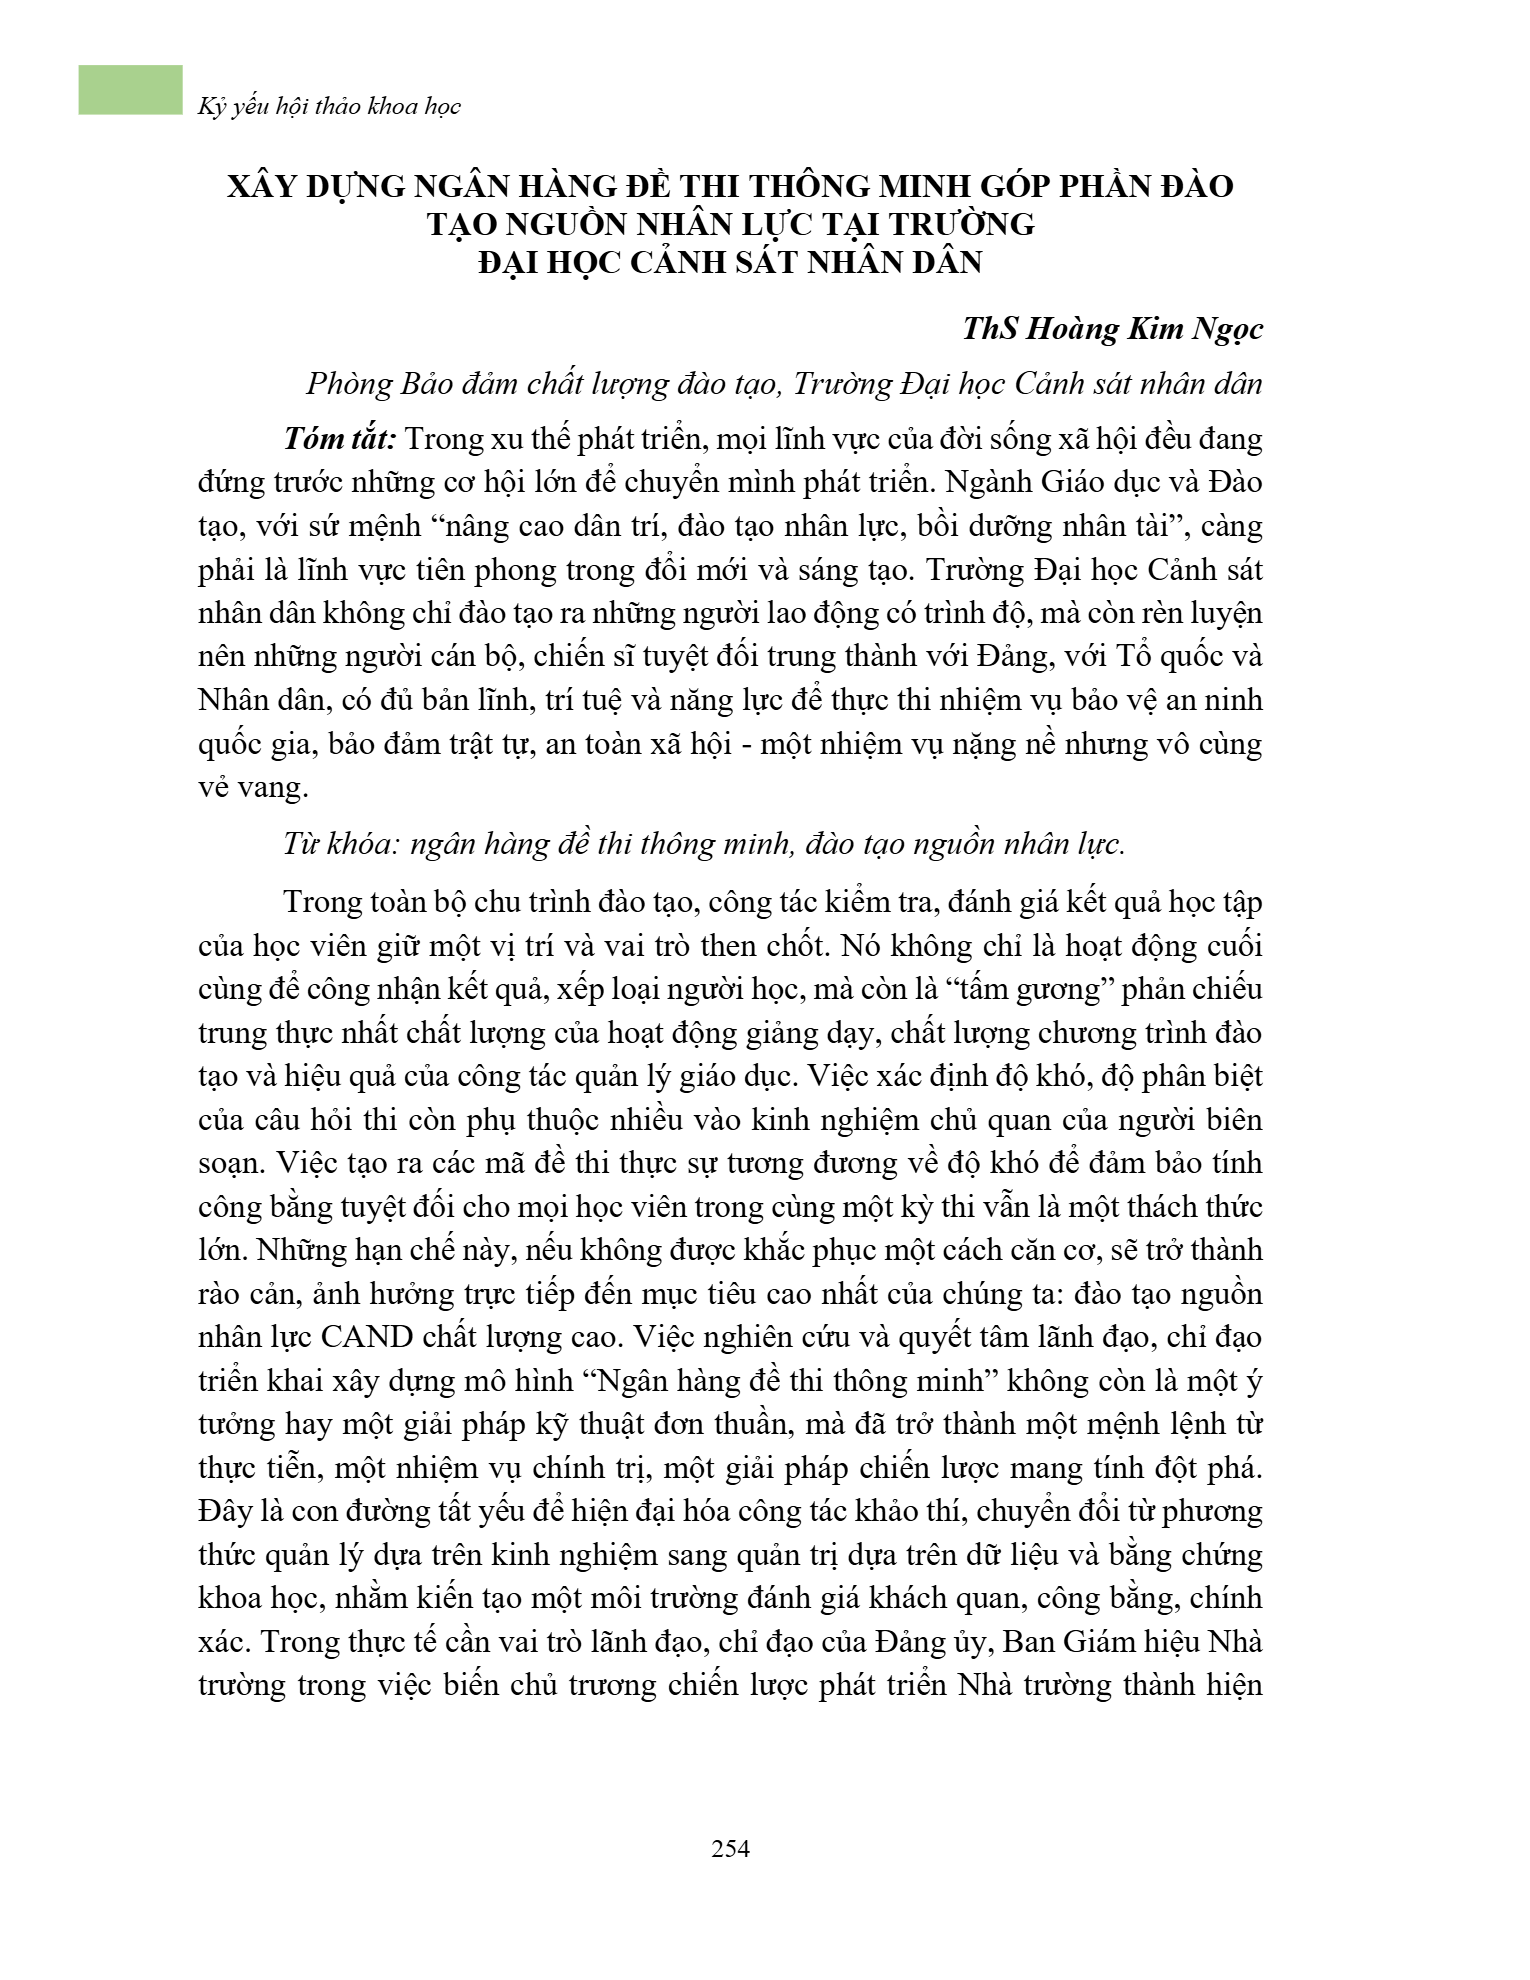 Kỷ yếu hội thảo khoa học
XÂY DỰNG NGÂN HÀNG ĐỀ THI THÔNG MINH GÓP PHẦN ĐÀO
TẠO NGUỒN NHÂN LỰC TẠI TRƯỜNG
ĐẠI HỌC CẢNH SÁT NHÂN DÂN
ThS Hoàng Kim Ngọc
Phòng Bảo đảm chất lượng đào tạo, Trường Đại học Cảnh sát nhân dân
Tóm tắt: Trong xu thế phát triển, mọi lĩnh vực của đời sống xã hội đều đang
đứng trước những cơ hội lớn để chuyển mình phát triển. Ngành Giáo dục và Đào
tạo, với sứ mệnh “nâng cao dân trí, đào tạo nhân lực, bồi dưỡng nhân tài”, càng
phải là lĩnh vực tiên phong trong đổi mới và sáng tạo. Trường Đại học Cảnh sát
nhân dân không chỉ đào tạo ra những người lao động có trình độ, mà còn rèn luyện
nên những người cán bộ, chiến sĩ tuyệt đối trung thành với Đảng, với Tổ quốc và
Nhân dân, có đủ bản lĩnh, trí tuệ và năng lực để thực thi nhiệm vụ bảo vệ an ninh
quốc gia, bảo đảm trật tự, an toàn xã hội - một nhiệm vụ nặng nề nhưng vô cùng
vẻ vang.
Từ khóa: ngân hàng đề thi thông minh, đào tạo nguồn nhân lực.
Trong toàn bộ chu trình đào tạo, công tác kiểm tra, đánh giá kết quả học tập
của học viên giữ một vị trí và vai trò then chốt. Nó không chỉ là hoạt động cuối
cùng để công nhận kết quả, xếp loại người học, mà còn là “tấm gương” phản chiếu
trung thực nhất chất lượng của hoạt động giảng dạy, chất lượng chương trình đào
tạo và hiệu quả của công tác quản lý giáo dục. Việc xác định độ khó, độ phân biệt
của câu hỏi thi còn phụ thuộc nhiều vào kinh nghiệm chủ quan của người biên
soạn. Việc tạo ra các mã đề thi thực sự tương đương về độ khó để đảm bảo tính
công bằng tuyệt đối cho mọi học viên trong cùng một kỳ thi vẫn là một thách thức
lớn. Những hạn chế này, nếu không được khắc phục một cách căn cơ, sẽ trở thành
rào cản, ảnh hưởng trực tiếp đến mục tiêu cao nhất của chúng ta: đào tạo nguồn
nhân lực CAND chất lượng cao. Việc nghiên cứu và quyết tâm lãnh đạo, chỉ đạo
triển khai xây dựng mô hình “Ngân hàng đề thi thông minh” không còn là một ý
tưởng hay một giải pháp kỹ thuật đơn thuần, mà đã trở thành một mệnh lệnh từ
thực tiễn, một nhiệm vụ chính trị, một giải pháp chiến lược mang tính đột phá.
Đây là con đường tất yếu để hiện đại hóa công tác khảo thí, chuyển đổi từ phương
thức quản lý dựa trên kinh nghiệm sang quản trị dựa trên dữ liệu và bằng chứng
khoa học, nhằm kiến tạo một môi trường đánh giá khách quan, công bằng, chính
xác. Trong thực tế cần vai trò lãnh đạo, chỉ đạo của Đảng ủy, Ban Giám hiệu Nhà
trường trong việc biến chủ trương chiến lược phát triển Nhà trường thành hiện
254